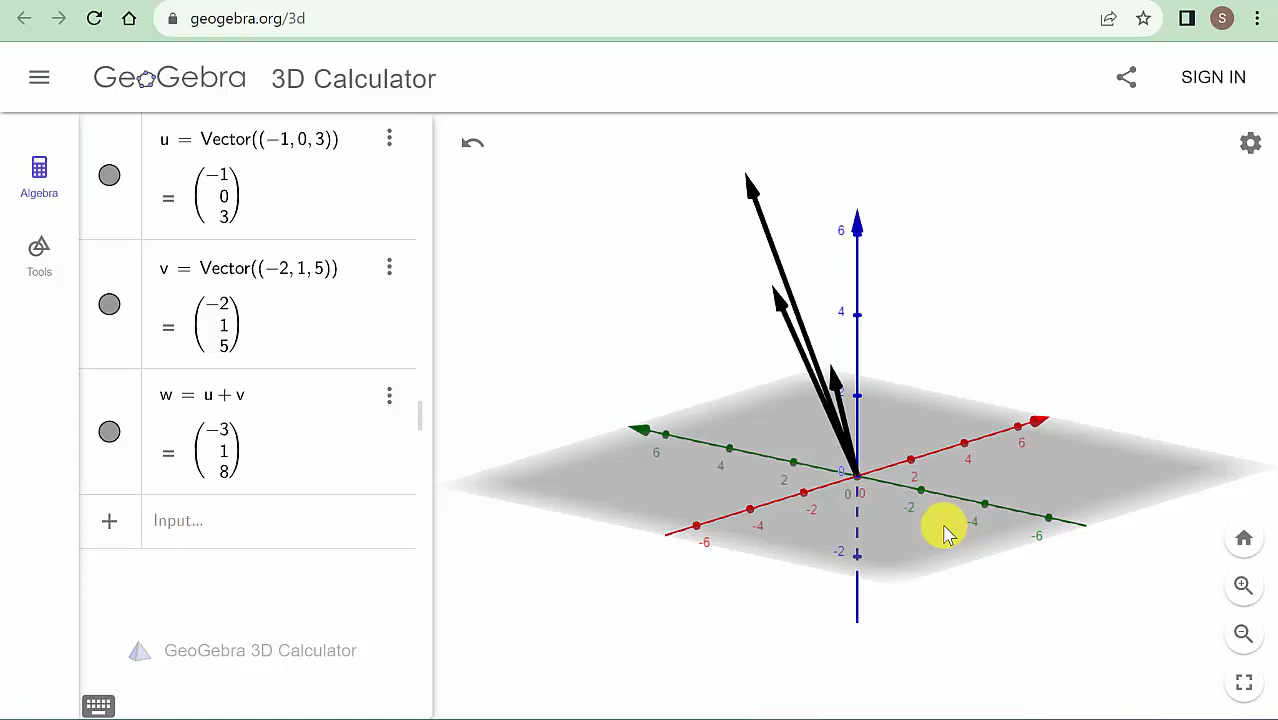 geogebra.org/3d
S
GeoGebra 3D Calculator
SIGN IN
Algebra
Tools
u = Vector((−1, 0, 3))
= (−1
0
3)
v = Vector((−2, 1, 5))
= (−2
1
5)
w = u + v
= (−3
1
8)
+ Input...
GeoGebra 3D Calculator
6
4
0
-2
6
4
2
0
-2
-4
-6
6
4
2
0
-2
-4
-6